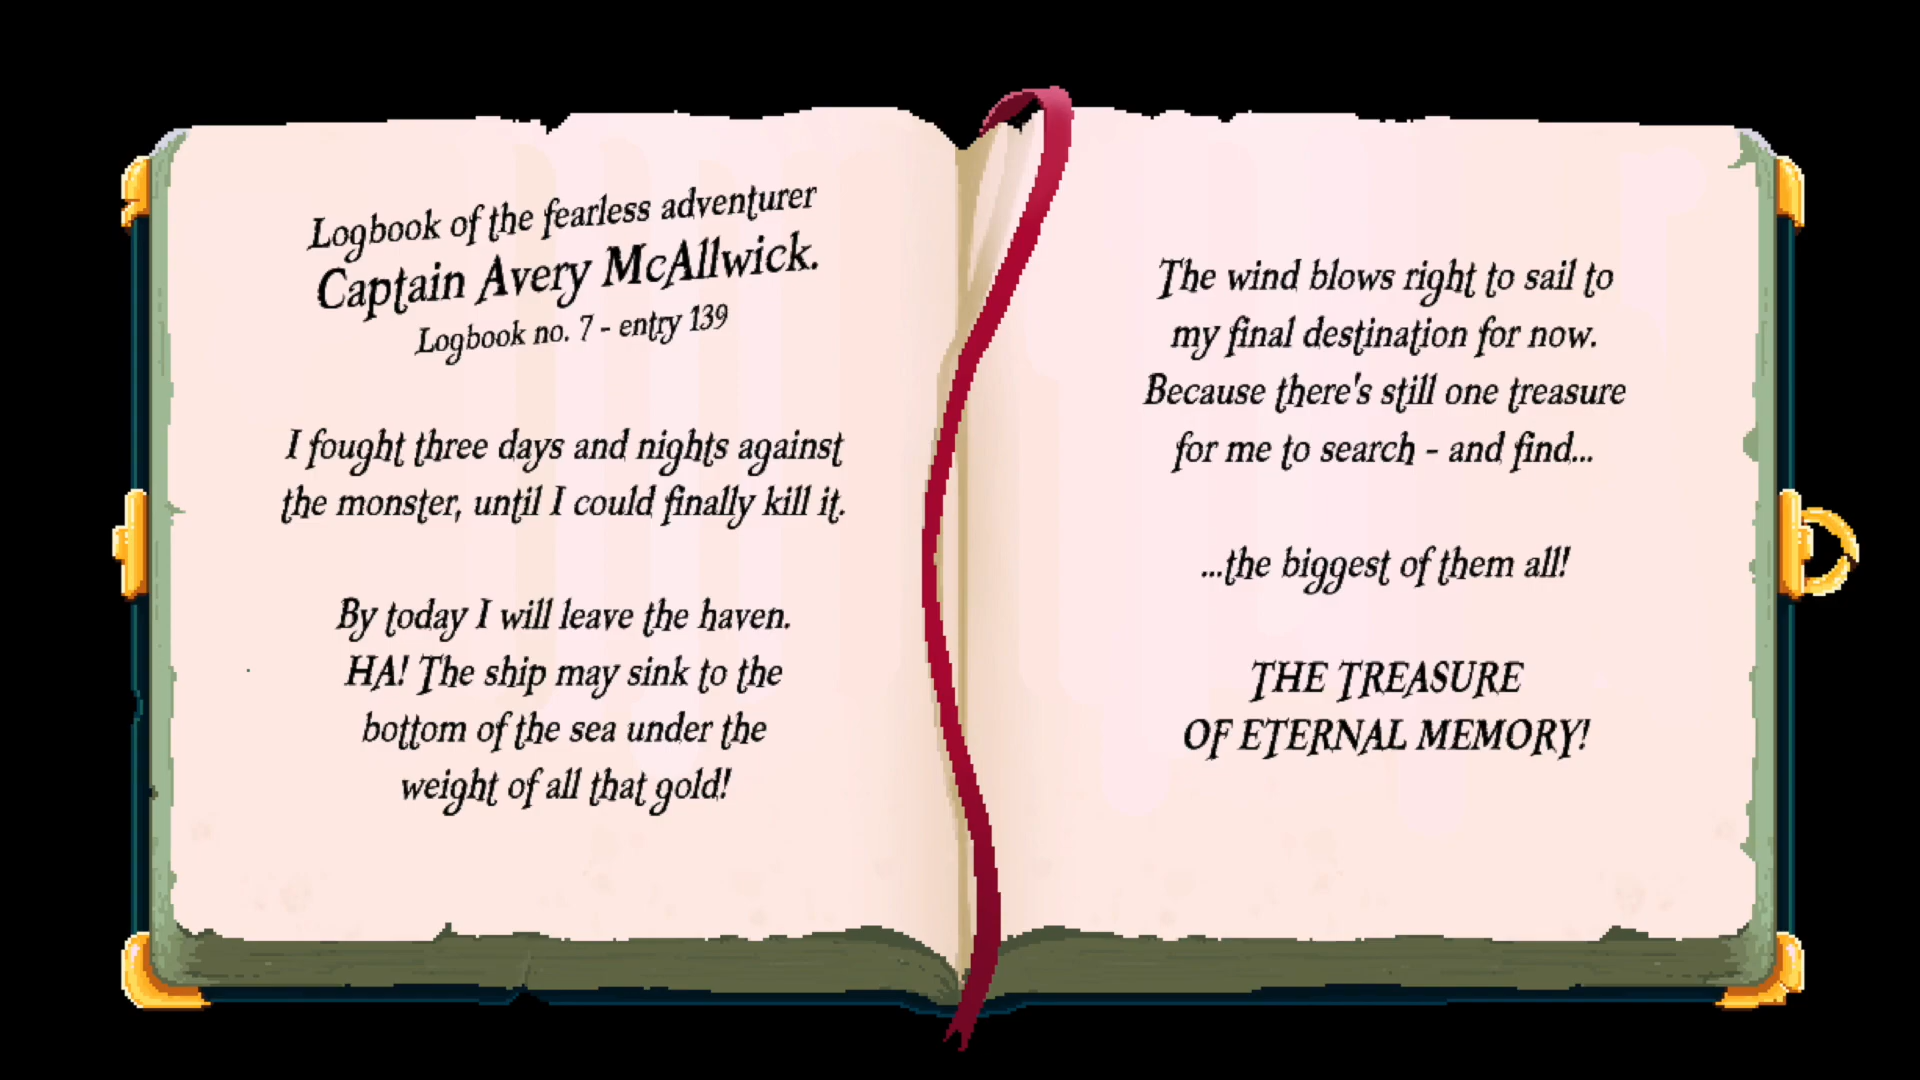 Logbook of the fearless adventurer
Captain Avery McAllwick.
Logbook no. 7 - entry 139
I fought three days and nights against
the monster, until I could finally kill it.
By today I will leave the haven.
HA! The ship may sink to the
bottom of the sea under the
weight of all that gold!
The wind blows right to sail to
my final destination for now.
Because there's still one treasure
for me to search - and find...
...the biggest of them all!
THE TREASURE
OF ETERNAL MEMORY!